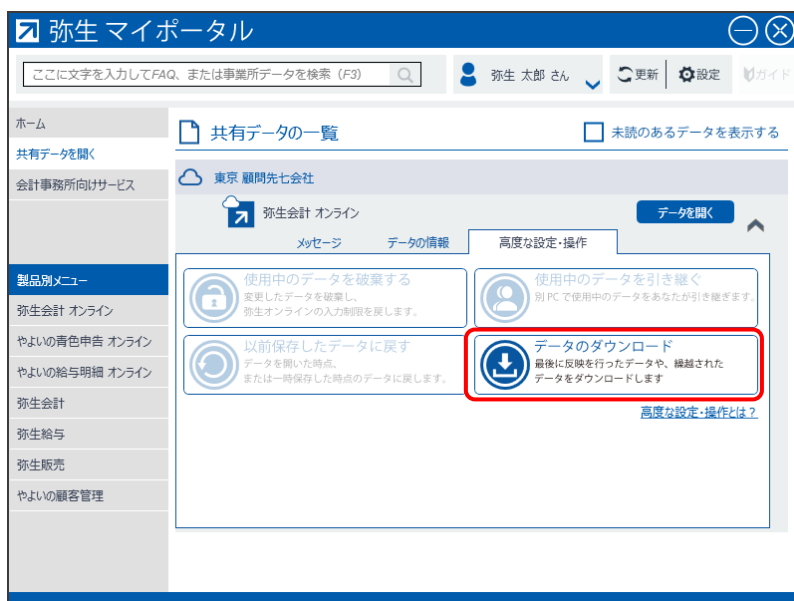 弥生 マイポータル
ここに文字を入力してFAQ、または事業所データを検索 (F3)
弥生 太郎 さん
更新
設定
ガイド
ホーム
共有データを開く
会計事務所向けサービス
製品別メニュー
弥生会計 オンライン
やよいの青色申告 オンライン
やよいの給与明細 オンライン
弥生会計
弥生給与
弥生販売
やよいの顧客管理
共有データの一覧
未読のあるデータを表示する
東京 顧問先七会社
弥生会計 オンライン
データを開く
メッセージ
データの情報
高度な設定・操作
使用中のデータを破棄する
変更したデータを破棄し、
弥生オンラインの入力制限を戻します。
使用中のデータを引き継ぐ
別 PC で使用中のデータをあなたが引き継ぎます。
以前保存したデータに戻す
データを開いた時点、
または一時保存した時点のデータに戻します。
データのダウンロード
最後に反映を行ったデータや、繰越された
データをダウンロードします
高度な設定・操作とは？